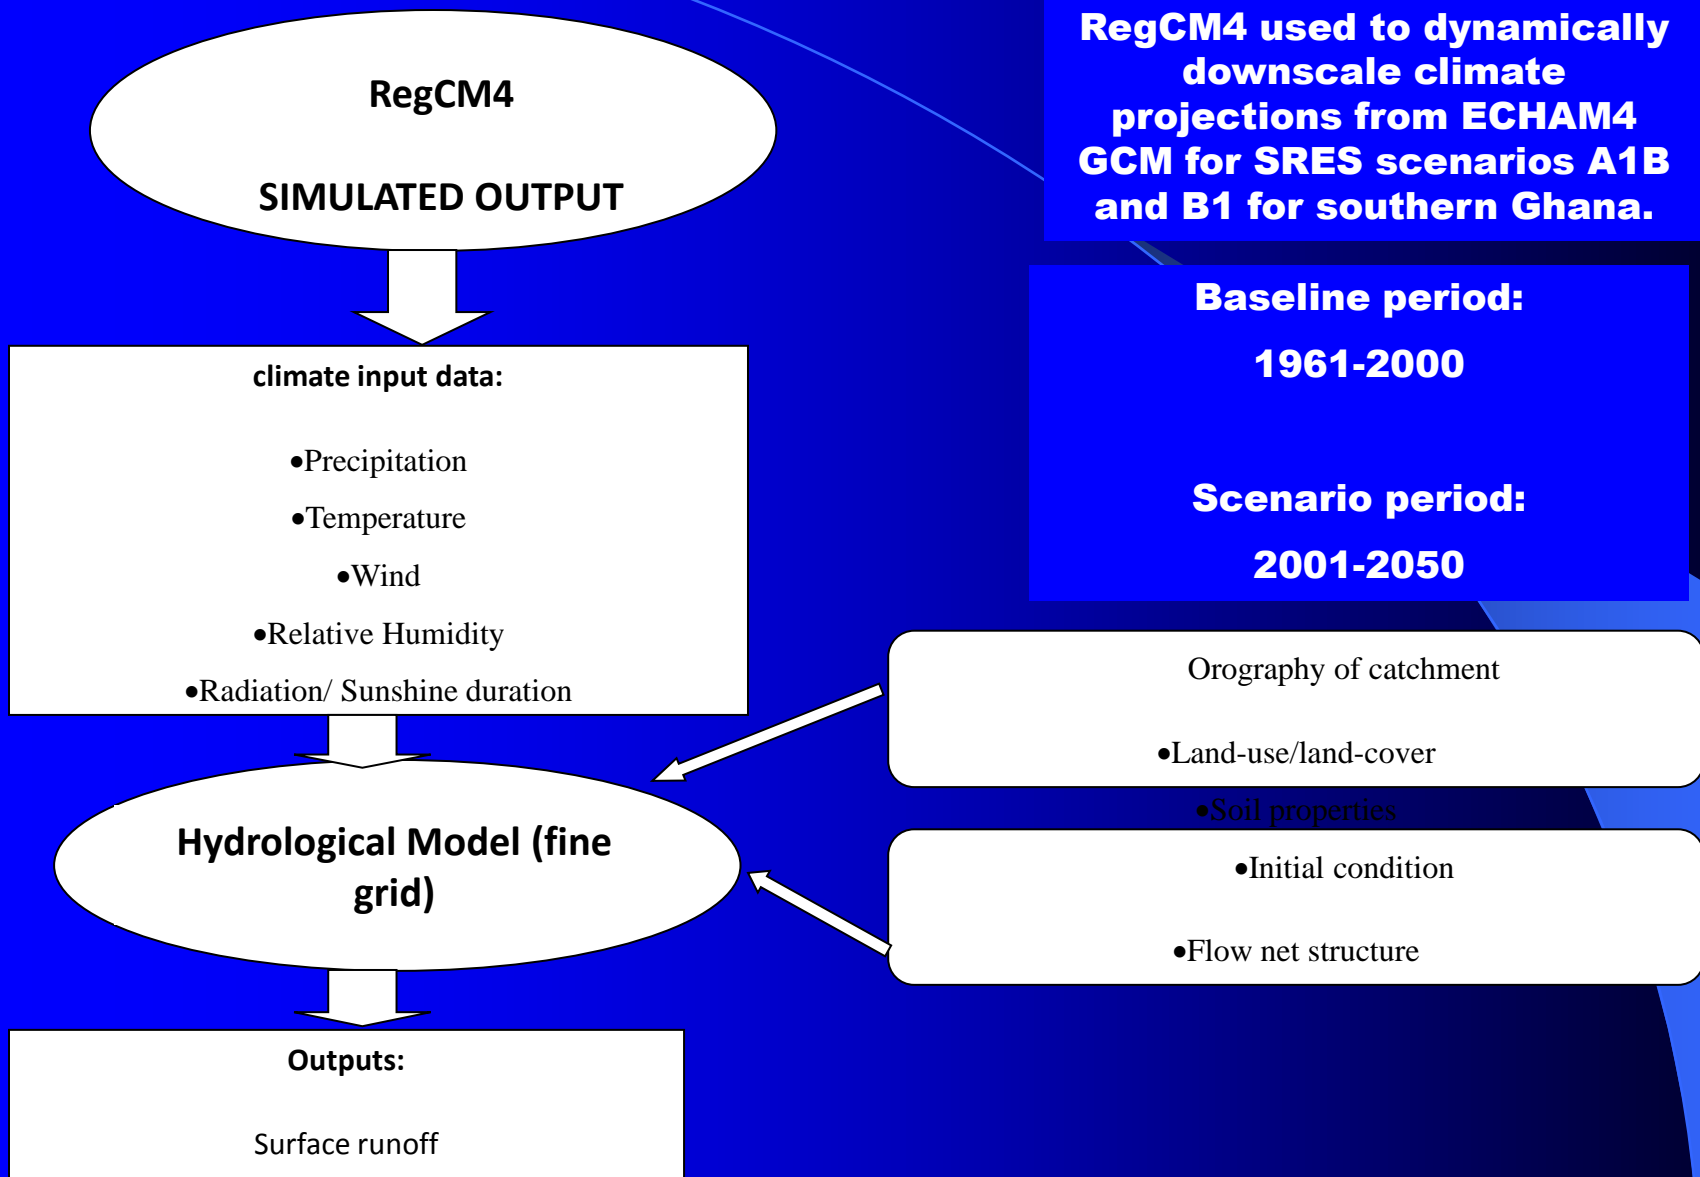 RegCM4
SIMULATED OUTPUT
RegCM4 used to dynamically
downscale climate
projections from ECHAM4
GCM for SRES scenarios A1B
and B1 for southern Ghana.
Baseline period:
1961-2000
Scenario period:
2001-2050
climate input data:
•Precipitation
•Temperature
•Wind
•Relative Humidity
•Radiation/ Sunshine duration
Orography of catchment
•Land-use/land-cover
•Soil properties
•Initial condition
•Flow net structure
Hydrological Model (fine
grid)
Outputs:
Surface runoff